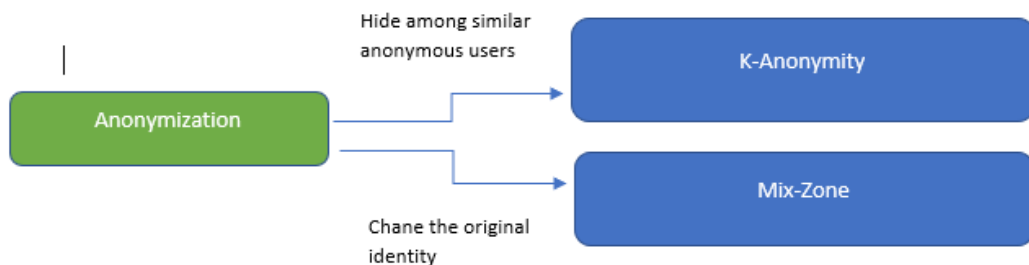 Hide among similar
anonymous users
K-Anonymity
Anonymization
Mix-Zone
Chane the original
identity